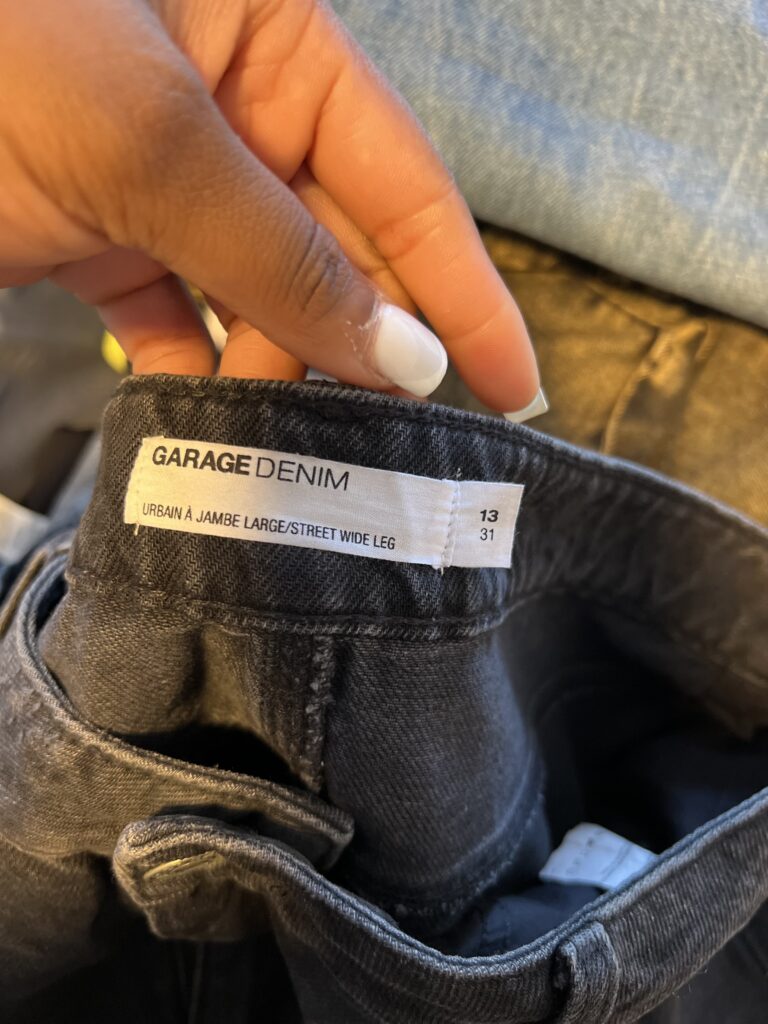 GARAGE DENIM
URBAIN À JAMBE LARGE/STREET WIDE LEG
13
31